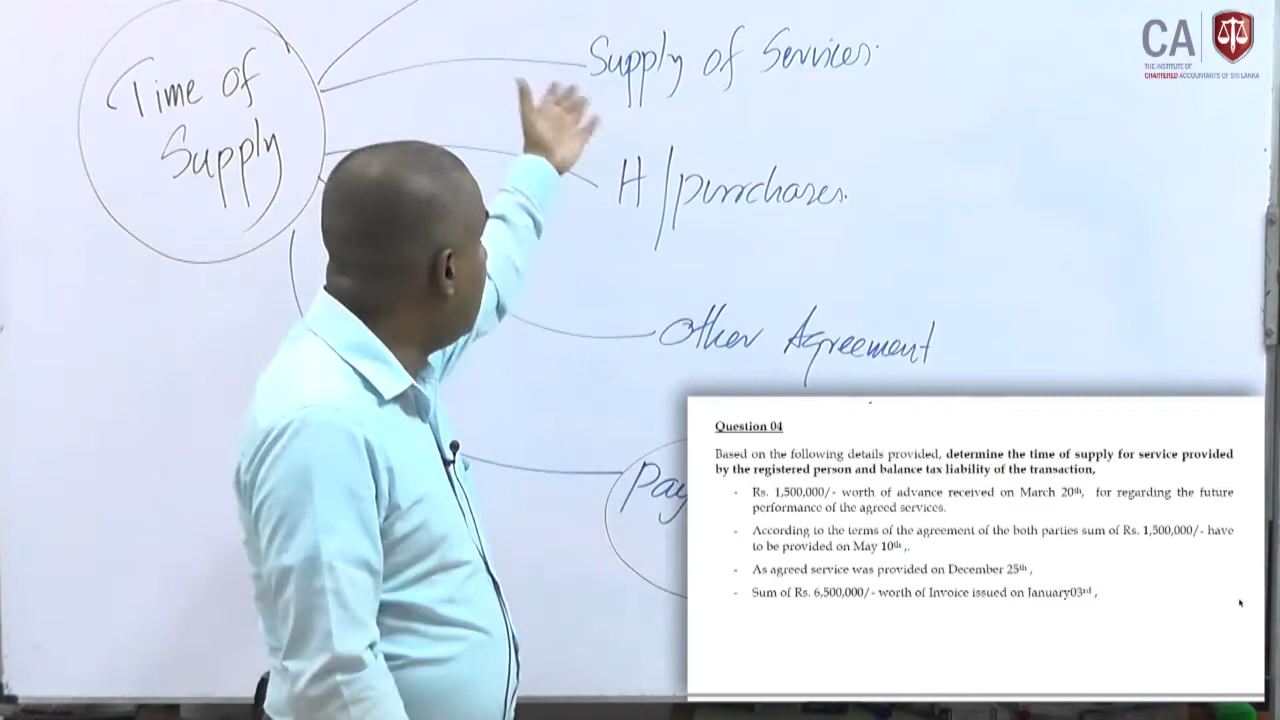 CA
THE INSTITUTE OF
CHARTERED ACCOUNTANTS OF SRI LANKA
Time of
Supply
Supply of Services.
H/purchases.
Other Agreement
Pay
Question 04
Based on the following details provided, determine the time of supply for service provided
by the registered person and balance tax liability of the transaction,
- Rs. 1,500,000/- worth of advance received on March 20th, for regarding the future
performance of the agreed services.
- According to the terms of the agreement of the both parties sum of Rs. 1,500,000/- have
to be provided on May 10th,.
- As agreed service was provided on December 25th,
- Sum of Rs. 6,500,000/- worth of Invoice issued on January03rd,